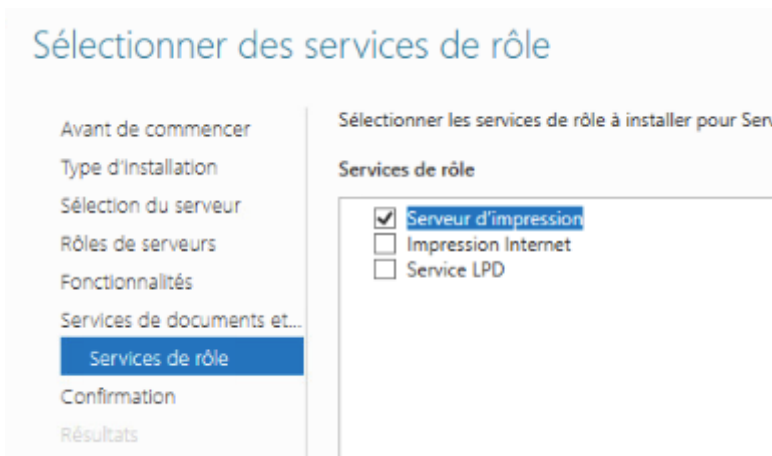 Sélectionner des services de rôle
Avant de commencer
Type d'installation
Sélection du serveur
Rôles de serveurs
Fonctionnalités
Services de documents et...
Services de rôle
Confirmation
Résultats
Sélectionner les services de rôle à installer pour Serv
Services de rôle
Serveur d'impression
Impression Internet
Service LPD